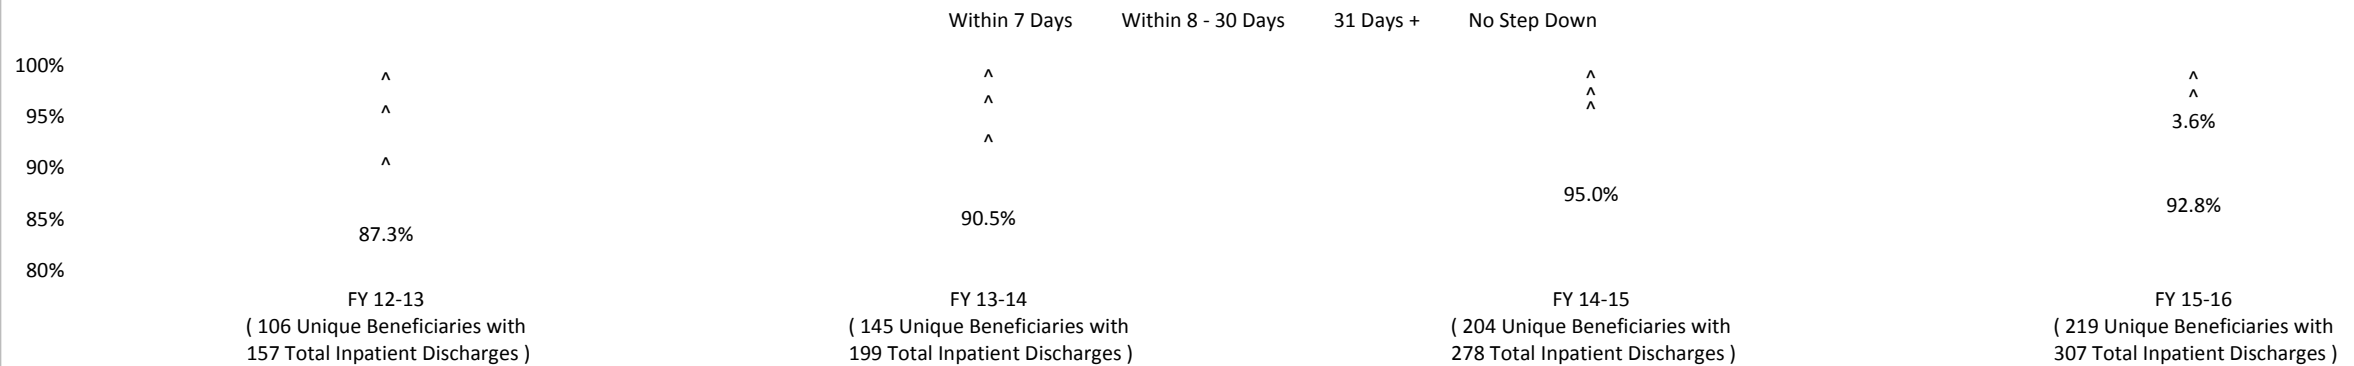 Within 7 Days Within 8 - 30 Days 31 Days + No Step Down
100%
95%
90%
85%
80%
^
^
^
87.3%
^
^
^
90.5%
^
^
^
95.0%
^
^
3.6%
92.8%
FY 12-13
( 106 Unique Beneficiaries with
157 Total Inpatient Discharges )
FY 13-14
( 145 Unique Beneficiaries with
199 Total Inpatient Discharges )
FY 14-15
( 204 Unique Beneficiaries with
278 Total Inpatient Discharges )
FY 15-16
( 219 Unique Beneficiaries with
307 Total Inpatient Discharges )